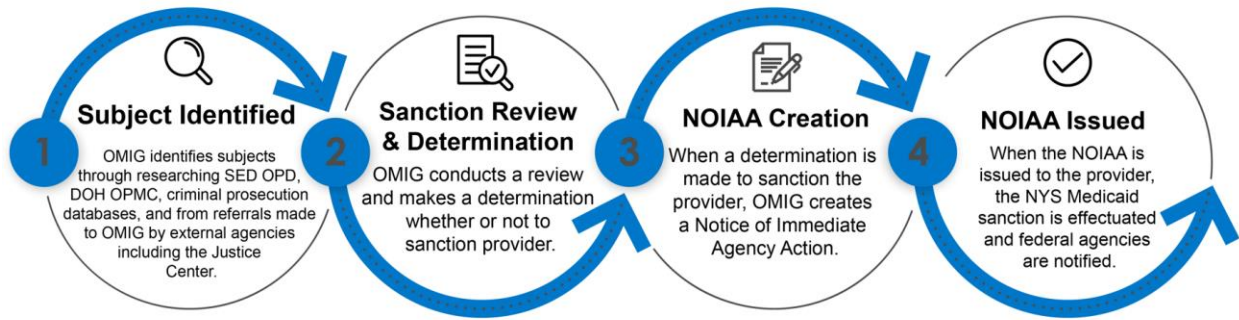 1
Subject Identified
OMIG identifies subjects
through researching SED OPD,
DOH OPMC, criminal prosecution
databases, and from referrals made
to OMIG by external agencies
including the Justice
Center.
2
Sanction Review
& Determination
OMIG conducts a review
and makes a determination
whether or not to
sanction provider.
3
NOIAA Creation
When a determination is
made to sanction the
provider, OMIG creates
a Notice of Immediate
Agency Action.
4
NOIAA Issued
When the NOIAA is
issued to the provider,
the NYS Medicaid
sanction is effectuated
and federal agencies
are notified.